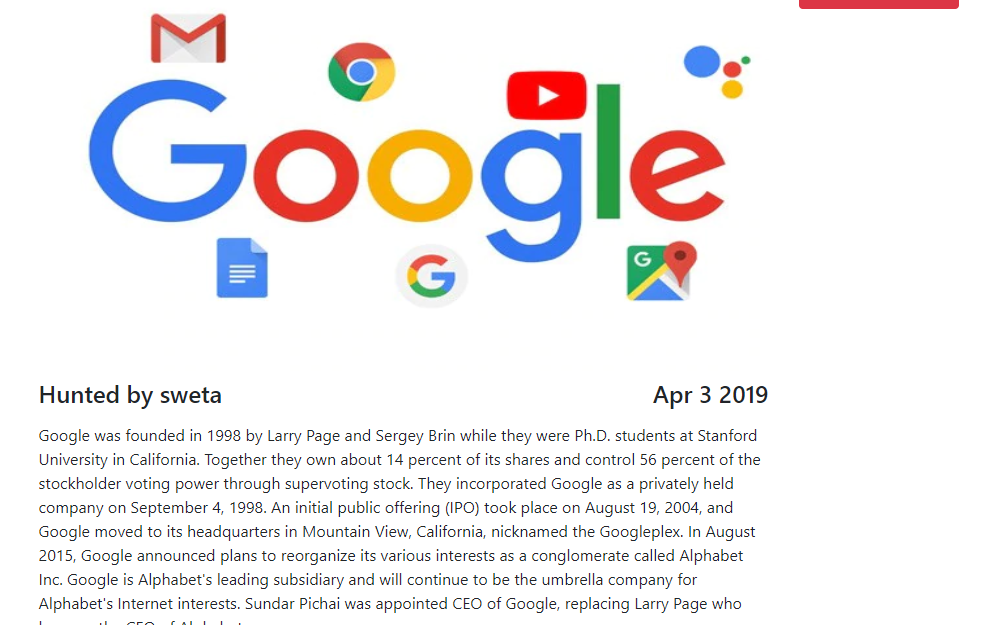 Google
G
G
Hunted by sweta
Apr 3 2019
Google was founded in 1998 by Larry Page and Sergey Brin while they were Ph.D. students at Stanford
University in California. Together they own about 14 percent of its shares and control 56 percent of the
stockholder voting power through supervoting stock. They incorporated Google as a privately held
company on September 4, 1998. An initial public offering (IPO) took place on August 19, 2004, and
Google moved to its headquarters in Mountain View, California, nicknamed the Googleplex. In August
2015, Google announced plans to reorganize its various interests as a conglomerate called Alphabet
Inc. Google is Alphabet's leading subsidiary and will continue to be the umbrella company for
Alphabet's Internet interests. Sundar Pichai was appointed CEO of Google, replacing Larry Page who